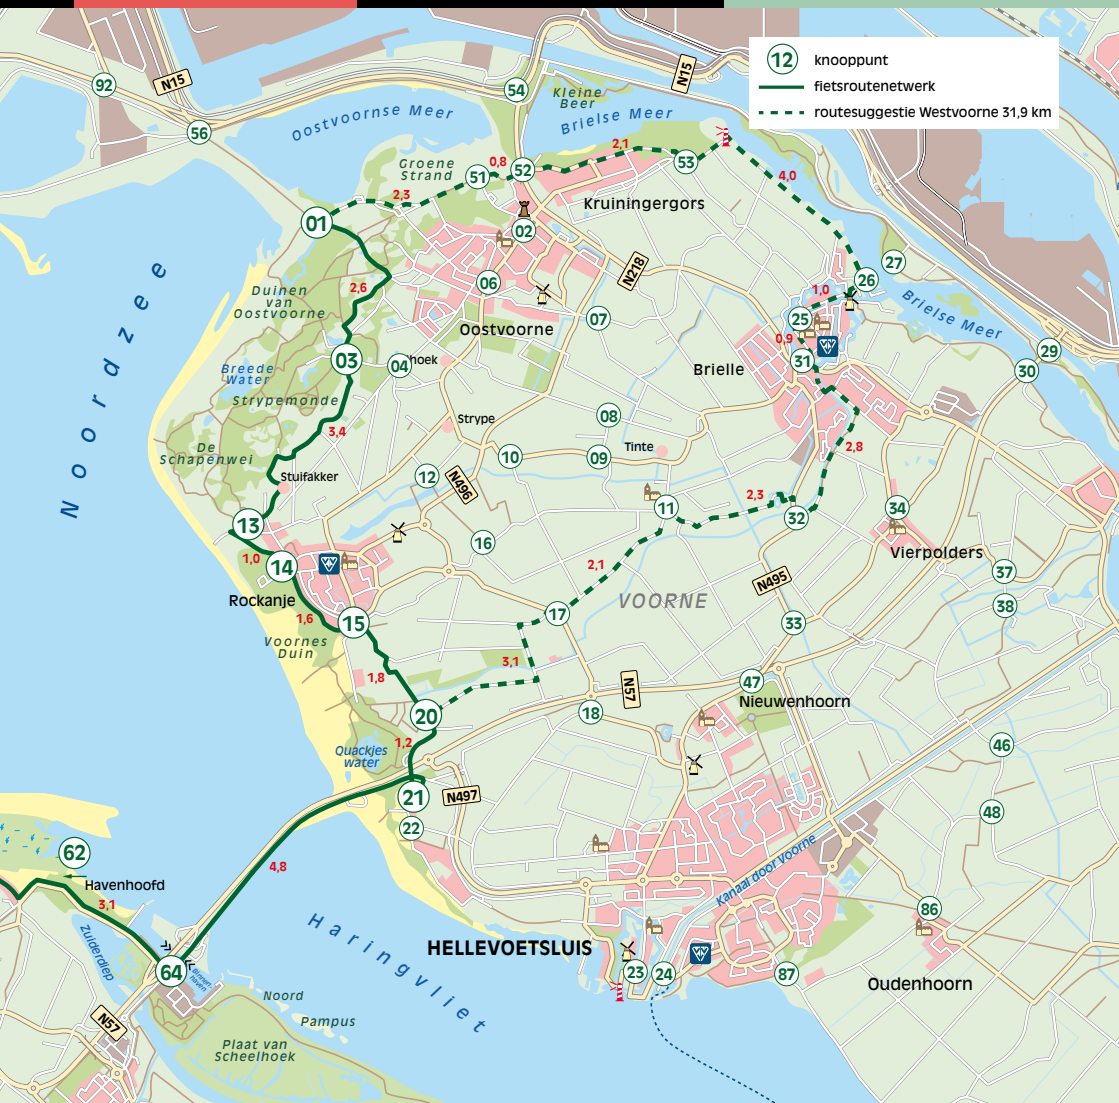 12 knooppunt
fietsroutenetwerk
routesuggestie Westvoorne 31,9 km
92
N15
56
54
Kleine
Beer
N15
Oostvoornse Meer
Brielse Meer
2,1
53
4,0
Groene
Strand
51
0,8
52
2,3
Kruiningergors
01
02
N218
27
26
2,6
06
1,0
Duinen
van
Oostvoorne
07
25
Brielse Meer
Oostvoorne
0,9
29
03
04
hoek
31
30
Breede
Water
Brielle
Strypemonde
08
Strype
3,4
De
Schapenwei
10
09
Tinte
2,8
Stuifakker
12
N496
2,3
11
32
34
13
16
Vierpolders
1,0
14
2,1
37
N495
Rockanje
VOORNE
38
1,6
15
17
33
Voornes
Duin
3,1
1,8
N57
47
Nieuwenhoorn
20
18
1,2
46
Quackjes
water
21
N497
48
22
62
4,8
Kanaal door Voorne
Havenhoofd
3,1
86
Zuiderdiep
Haringvliet
HELLEVOETSLUIS
64
Binnen-
haven
23
24
87
Oudenhoorn
Noord
Pampus
N57
Plaat van
Scheelhoek
Noordzee